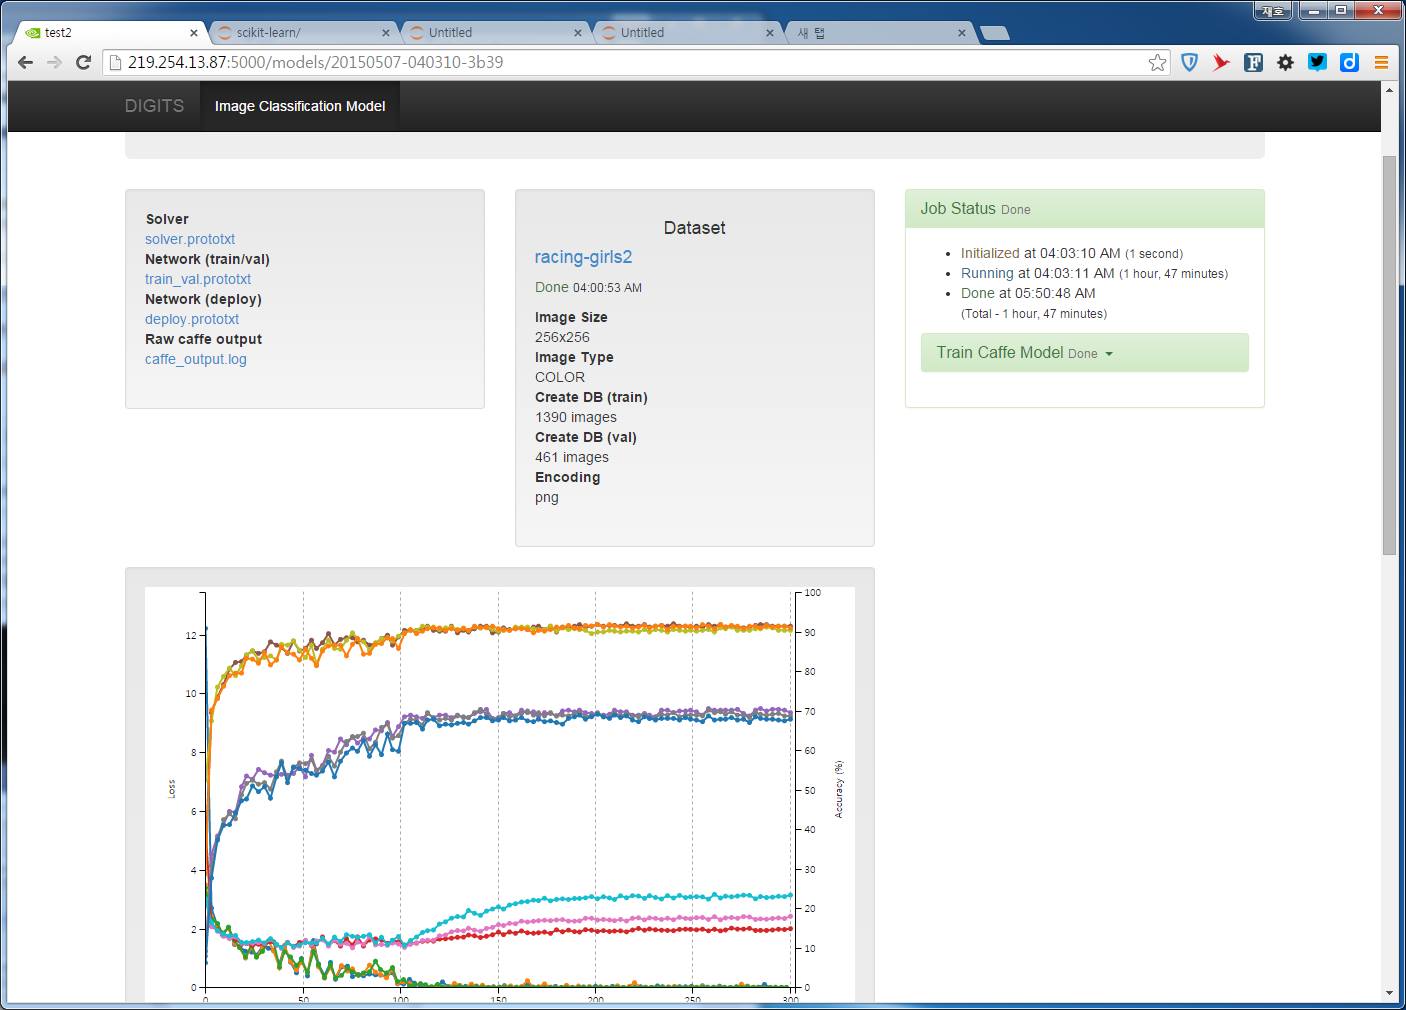 재호
test2
scikit-learn/
Untitled
Untitled
새 탭
219.254.13.87:5000/models/20150507-040310-3b39
DIGITS
Image Classification Model
Solver
solver.prototxt
Network (train/val)
train_val.prototxt
Network (deploy)
deploy.prototxt
Raw caffe output
caffe_output.log
Dataset
racing-girls2
Done 04:00:53 AM
Image Size
256x256
Image Type
COLOR
Create DB (train)
1390 images
Create DB (val)
461 images
Encoding
png
Job Status Done
Initialized at 04:03:10 AM (1 second)
Running at 04:03:11 AM (1 hour, 47 minutes)
Done at 05:50:48 AM
(Total - 1 hour, 47 minutes)
Train Caffe Model Done
Loss
12
10
8
6
4
2
0
Accuracy (%)
100
90
80
70
60
50
40
30
20
10
0
0
50
100
150
200
250
300